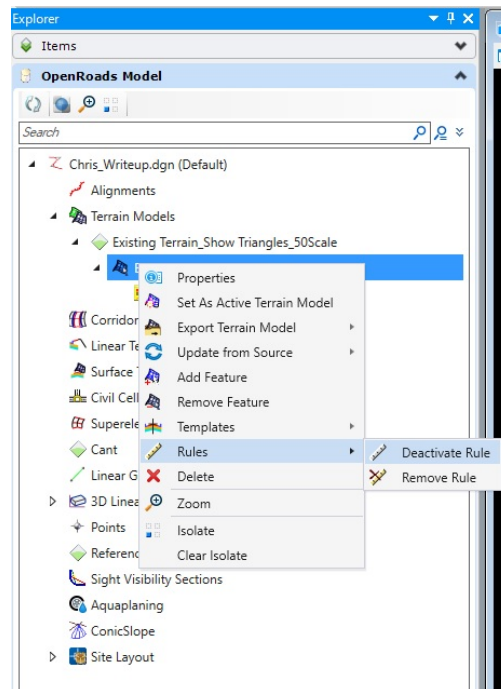 Explorer
Items
OpenRoads Model
Search
Chris_Writeup.dgn (Default)
Alignments
Terrain Models
Existing Terrain_Show Triangles_50Scale
Properties
Set As Active Terrain Model
Corridor
Export Terrain Model
Linear Te
Update from Source
Surface
Add Feature
Civil Cell
Remove Feature
Superele
Templates
Cant
Rules
Deactivate Rule
Linear G
Delete
Remove Rule
3D Linea
Zoom
Points
Isolate
Referenc
Clear Isolate
Sight Visibility Sections
Aquaplaning
ConicSlope
Site Layout